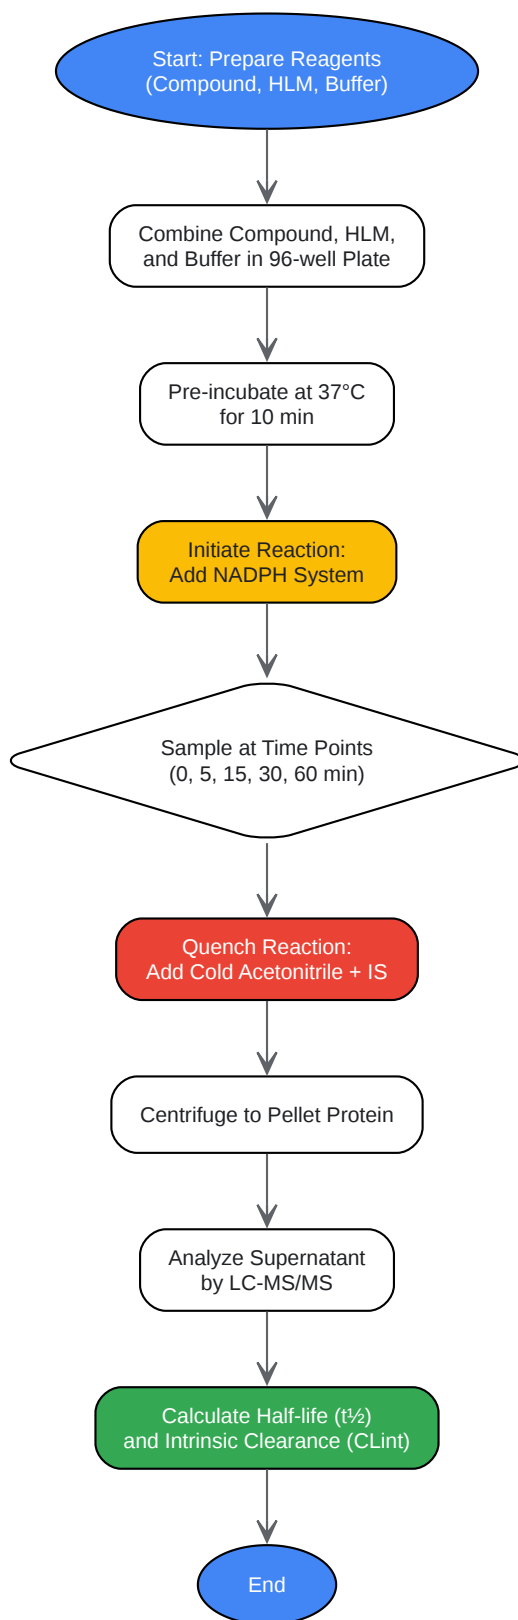 Start: Prepare Reagents
(Compound, HLM, Buffer)
Combine Compound, HLM,
and Buffer in 96-well Plate
Pre-incubate at 37°C
for 10 min
Initiate Reaction:
Add NADPH System
Sample at Time Points
(0, 5, 15, 30, 60 min)
Quench Reaction:
Add Cold Acetonitrile + IS
Centrifuge to Pellet Protein
Analyze Supernatant
by LC-MS/MS
Calculate Half-life (t½)
and Intrinsic Clearance (CLint)
End